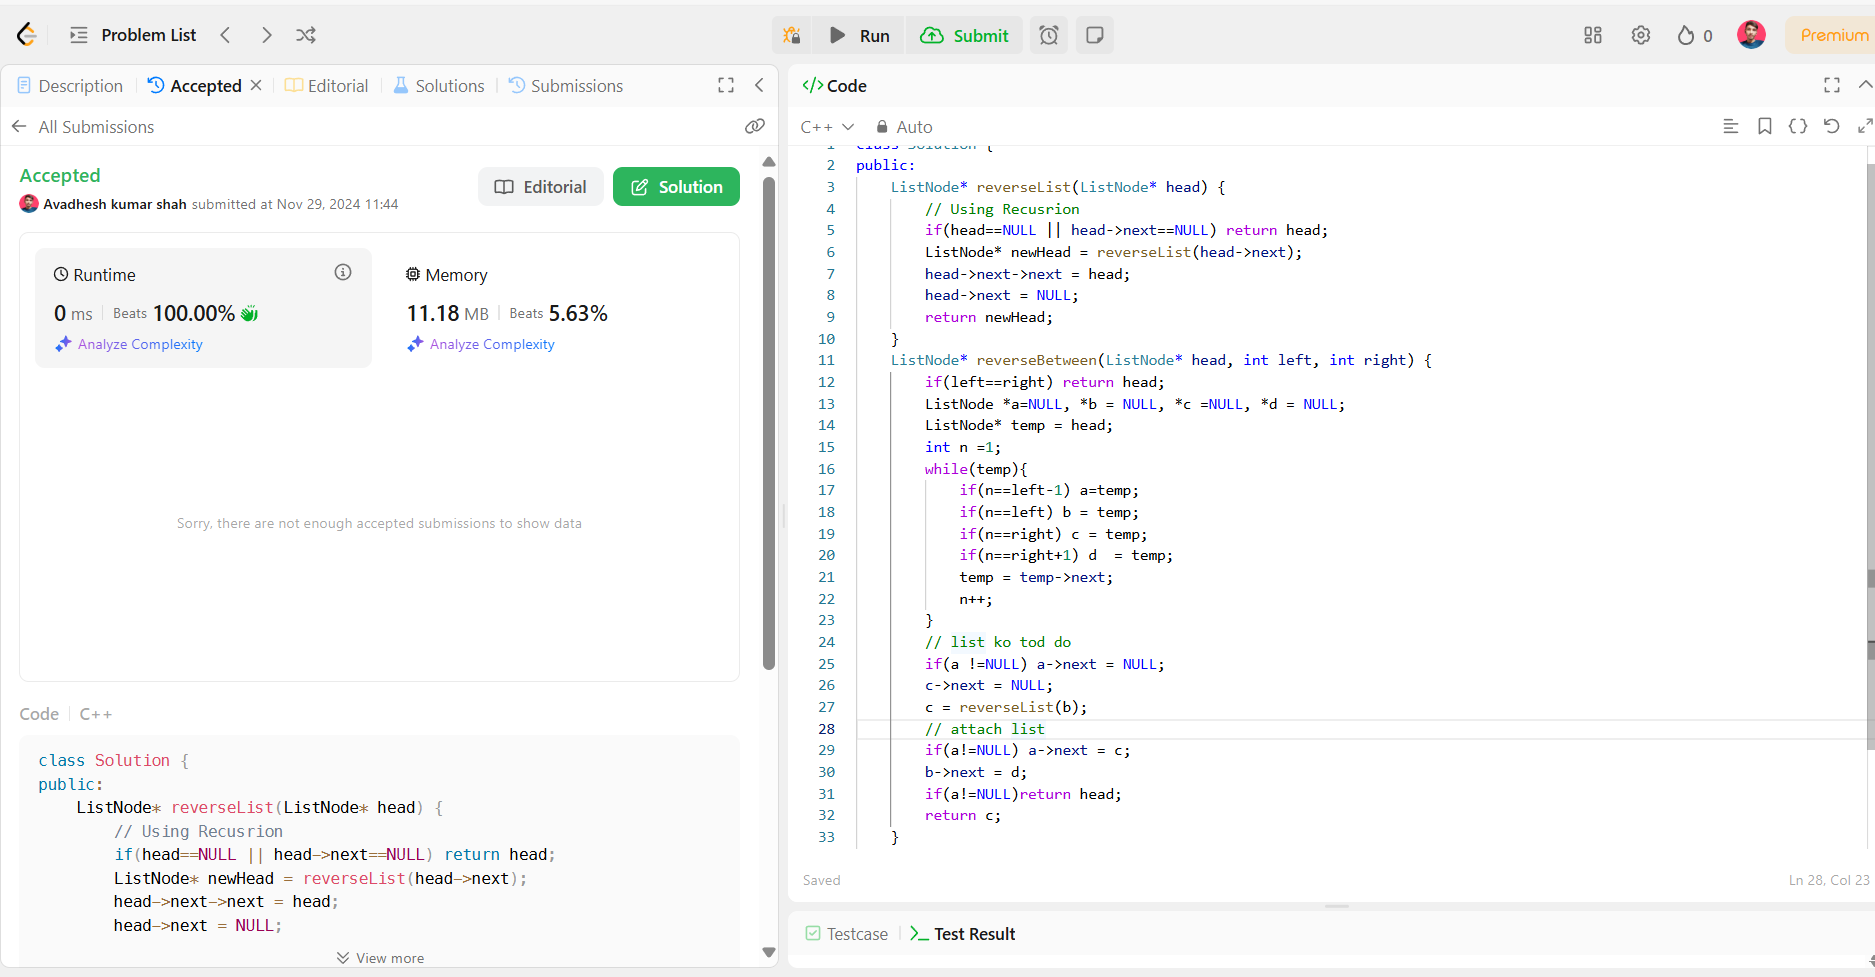 Problem List
Run
Submit
0
Premium
Description
Accepted
Editorial
Solutions
Submissions
All Submissions
Accepted
Avadhesh kumar shah submitted at Nov 29, 2024 11:44
Editorial
Solution
Runtime
0 ms | Beats 100.00%
Analyze Complexity
Memory
11.18 MB | Beats 5.63%
Analyze Complexity
Sorry, there are not enough accepted submissions to show data
Code | C++
class Solution {
public:
    ListNode* reverseList(ListNode* head) {
        // Using Recusrion
        if(head==NULL || head->next==NULL) return head;
        ListNode* newHead = reverseList(head->next);
        head->next->next = head;
        head->next = NULL;
View more
</>Code
C++
Auto
1 class Solution {
2 public:
3     ListNode* reverseList(ListNode* head) {
4         // Using Recusrion
5         if(head==NULL || head->next==NULL) return head;
6         ListNode* newHead = reverseList(head->next);
7         head->next->next = head;
8         head->next = NULL;
9         return newHead;
10     }
11     ListNode* reverseBetween(ListNode* head, int left, int right) {
12         if(left==right) return head;
13         ListNode *a=NULL, *b = NULL, *c =NULL, *d = NULL;
14         ListNode* temp = head;
15         int n =1;
16         while(temp){
17             if(n==left-1) a=temp;
18             if(n==left) b = temp;
19             if(n==right) c = temp;
20             if(n==right+1) d  = temp;
21             temp = temp->next;
22             n++;
23         }
24         // list ko tod do
25         if(a !=NULL) a->next = NULL;
26         c->next = NULL;
27         c = reverseList(b);
28         // attach list
29         if(a!=NULL) a->next = c;
30         b->next = d;
31         if(a!=NULL)return head;
32         return c;
33     }
Saved
Ln 28, Col 23
Testcase
Test Result